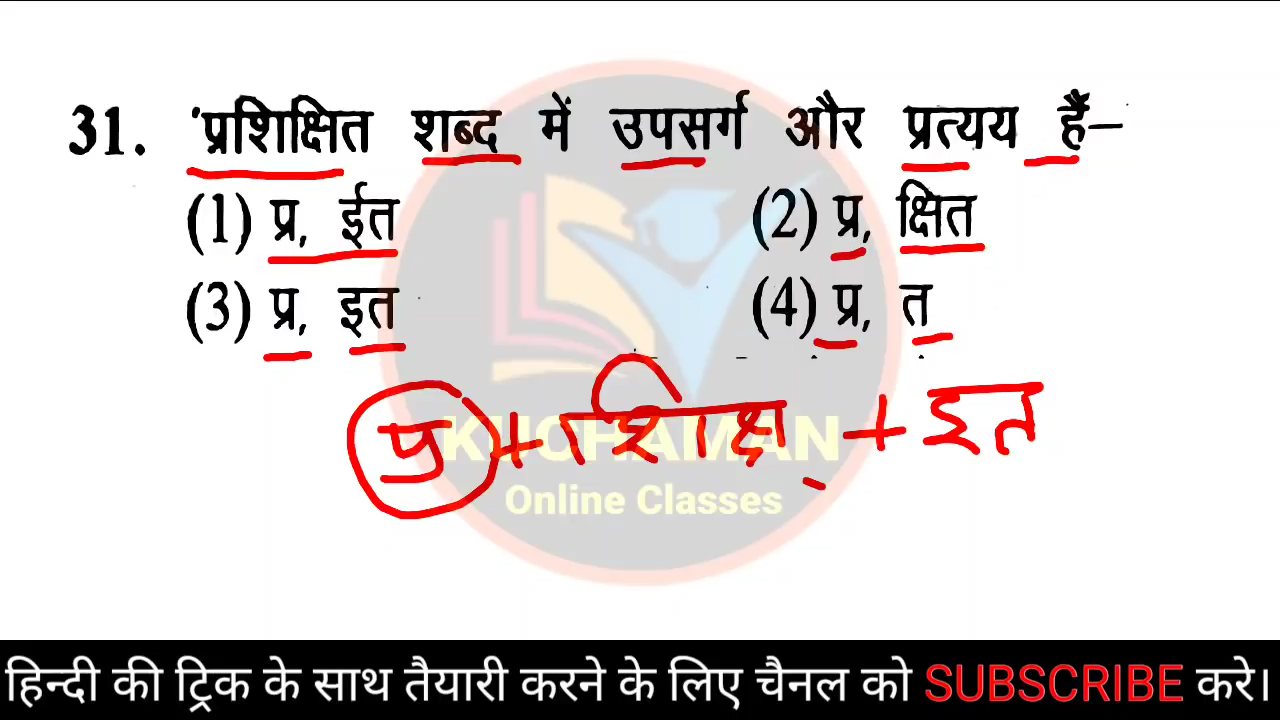 31. 'प्रशिक्षित शब्द में उपसर्ग और प्रत्यय हैं–
(1) प्र, ईत (2) प्र, क्षित
(3) प्र, इत (4) प्र, त
प्र + शिक्ष + इत
KUCHAMAN
Online Classes
हिन्दी की ट्रिक के साथ तैयारी करने के लिए चैनल को SUBSCRIBE करे।